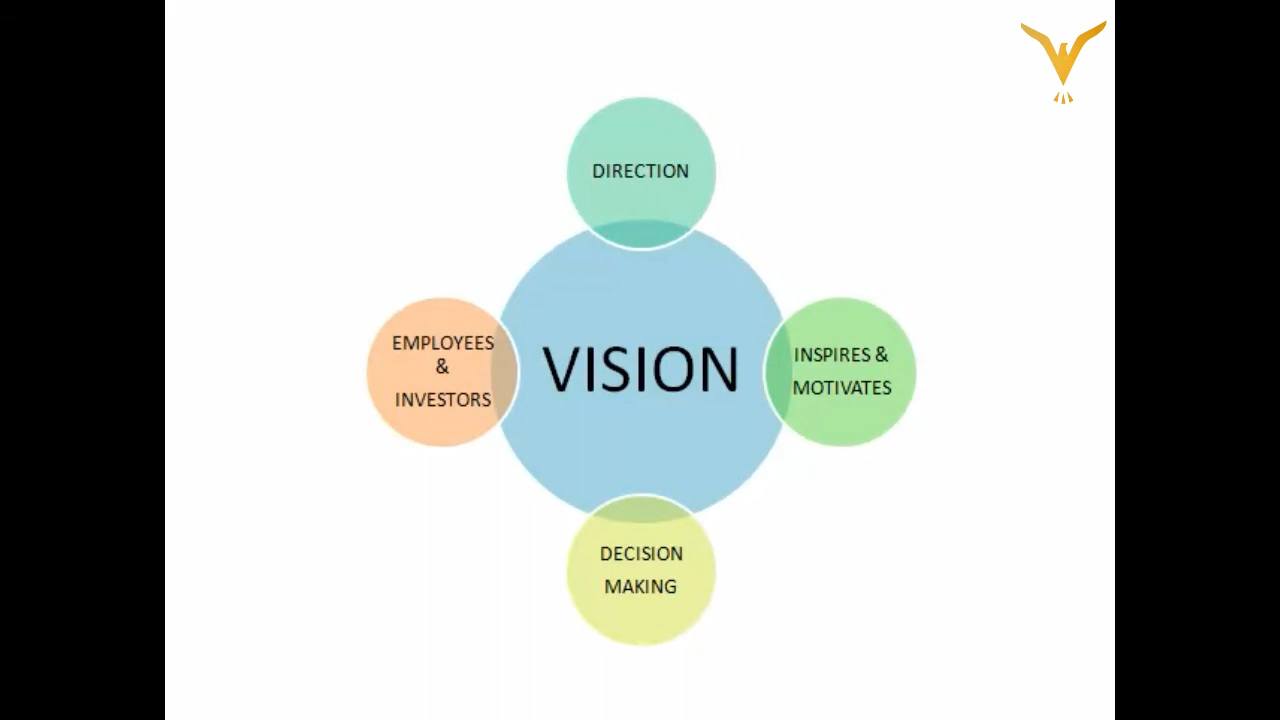 DIRECTION
EMPLOYEES
&
INVESTORS
VISION
INSPIRES &
MOTIVATES
DECISION
MAKING